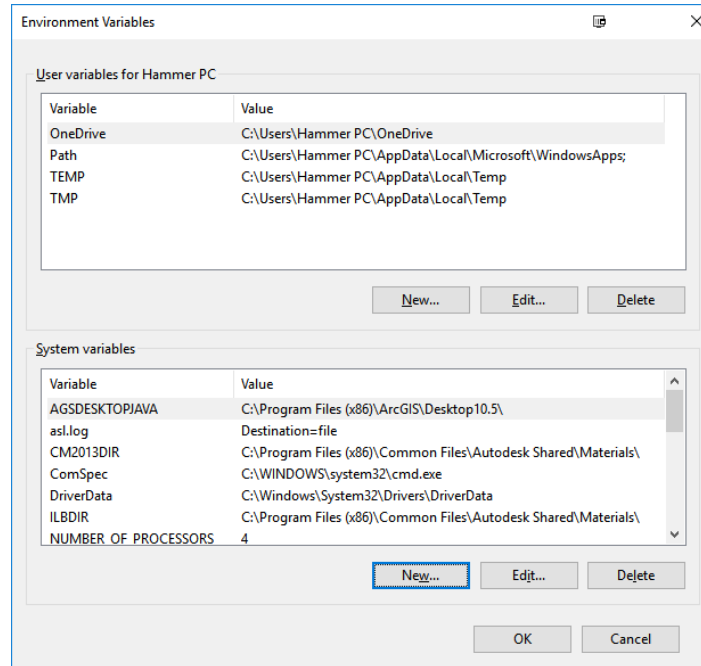 Environment Variables
User variables for Hammer PC
Variable Value
OneDrive C:\Users\Hammer PC\OneDrive
Path C:\Users\Hammer PC\AppData\Local\Microsoft\WindowsApps;
TEMP C:\Users\Hammer PC\AppData\Local\Temp
TMP C:\Users\Hammer PC\AppData\Local\Temp
New... Edit... Delete
System variables
Variable Value
AGSDESKTOPJAVA C:\Program Files (x86)\ArcGIS\Desktop10.5\
asl.log Destination=file
CM2013DIR C:\Program Files (x86)\Common Files\Autodesk Shared\Materials\
ComSpec C:\WINDOWS\system32\cmd.exe
DriverData C:\Windows\System32\Drivers\DriverData
ILBDIR C:\Program Files (x86)\Common Files\Autodesk Shared\Materials\
NUMBER_OF_PROCESSORS 4
New... Edit... Delete
OK Cancel